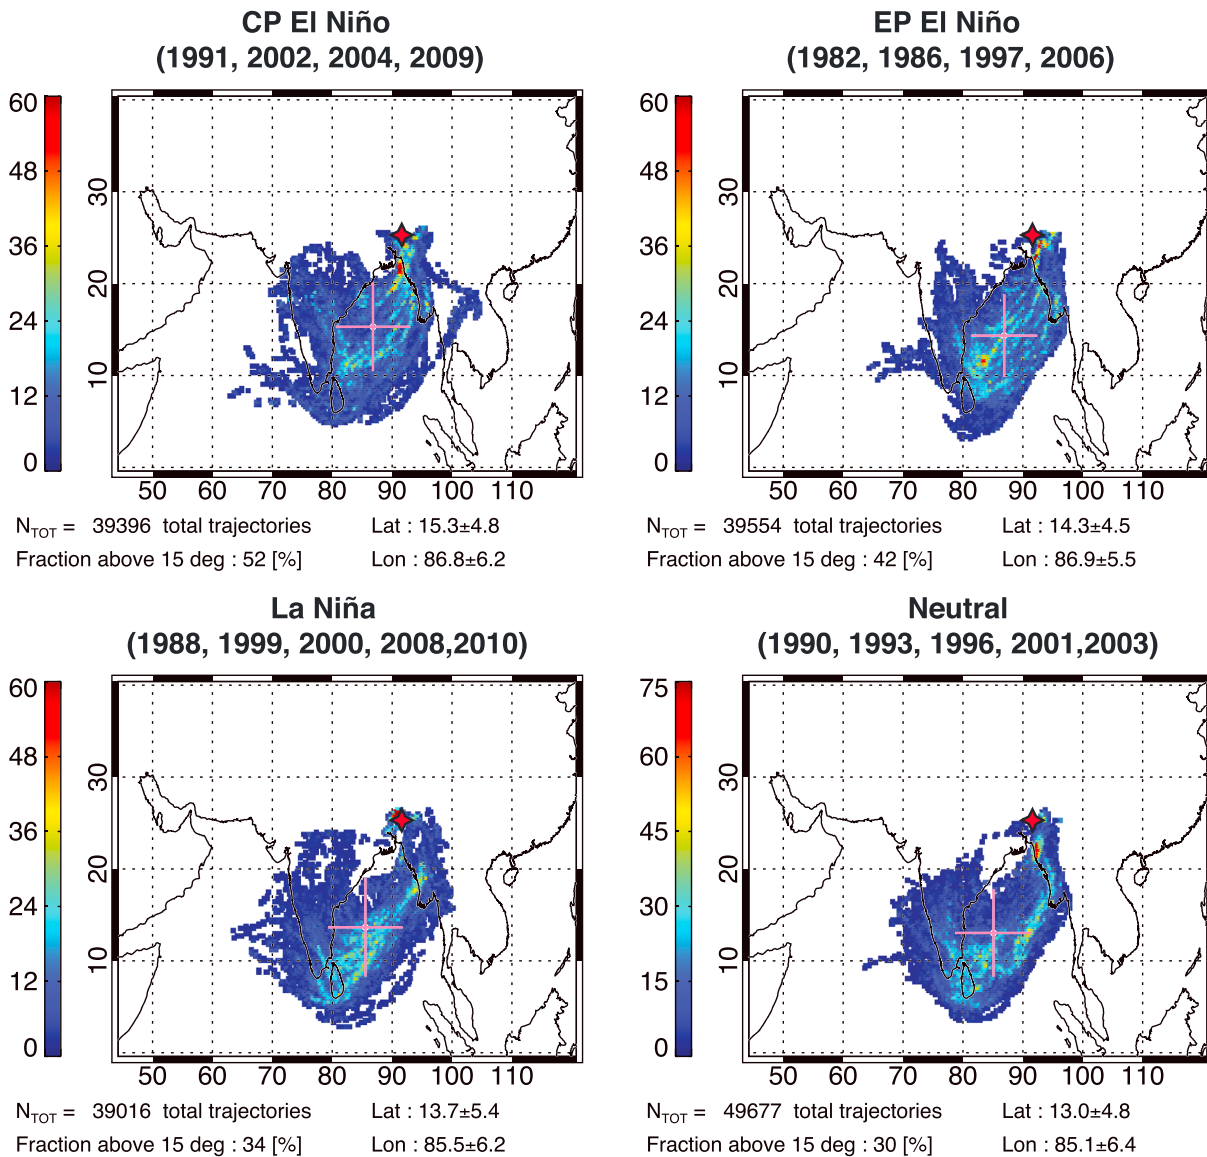 CP El Niño
(1991, 2002, 2004, 2009)
60
48
36
24
12
0
30
20
10
50 60 70 80 90 100 110
N_TOT = 39396 total trajectories Lat : 15.3±4.8
Fraction above 15 deg : 52 [%] Lon : 86.8±6.2
EP El Niño
(1982, 1986, 1997, 2006)
60
48
36
24
12
0
30
20
10
50 60 70 80 90 100 110
N_TOT = 39554 total trajectories Lat : 14.3±4.5
Fraction above 15 deg : 42 [%] Lon : 86.9±5.5
La Niña
(1988, 1999, 2000, 2008,2010)
60
48
36
24
12
0
30
20
10
50 60 70 80 90 100 110
N_TOT = 39016 total trajectories Lat : 13.7±5.4
Fraction above 15 deg : 34 [%] Lon : 85.5±6.2
Neutral
(1990, 1993, 1996, 2001,2003)
75
60
45
30
15
0
30
20
10
50 60 70 80 90 100 110
N_TOT = 49677 total trajectories Lat : 13.0±4.8
Fraction above 15 deg : 30 [%] Lon : 85.1±6.4